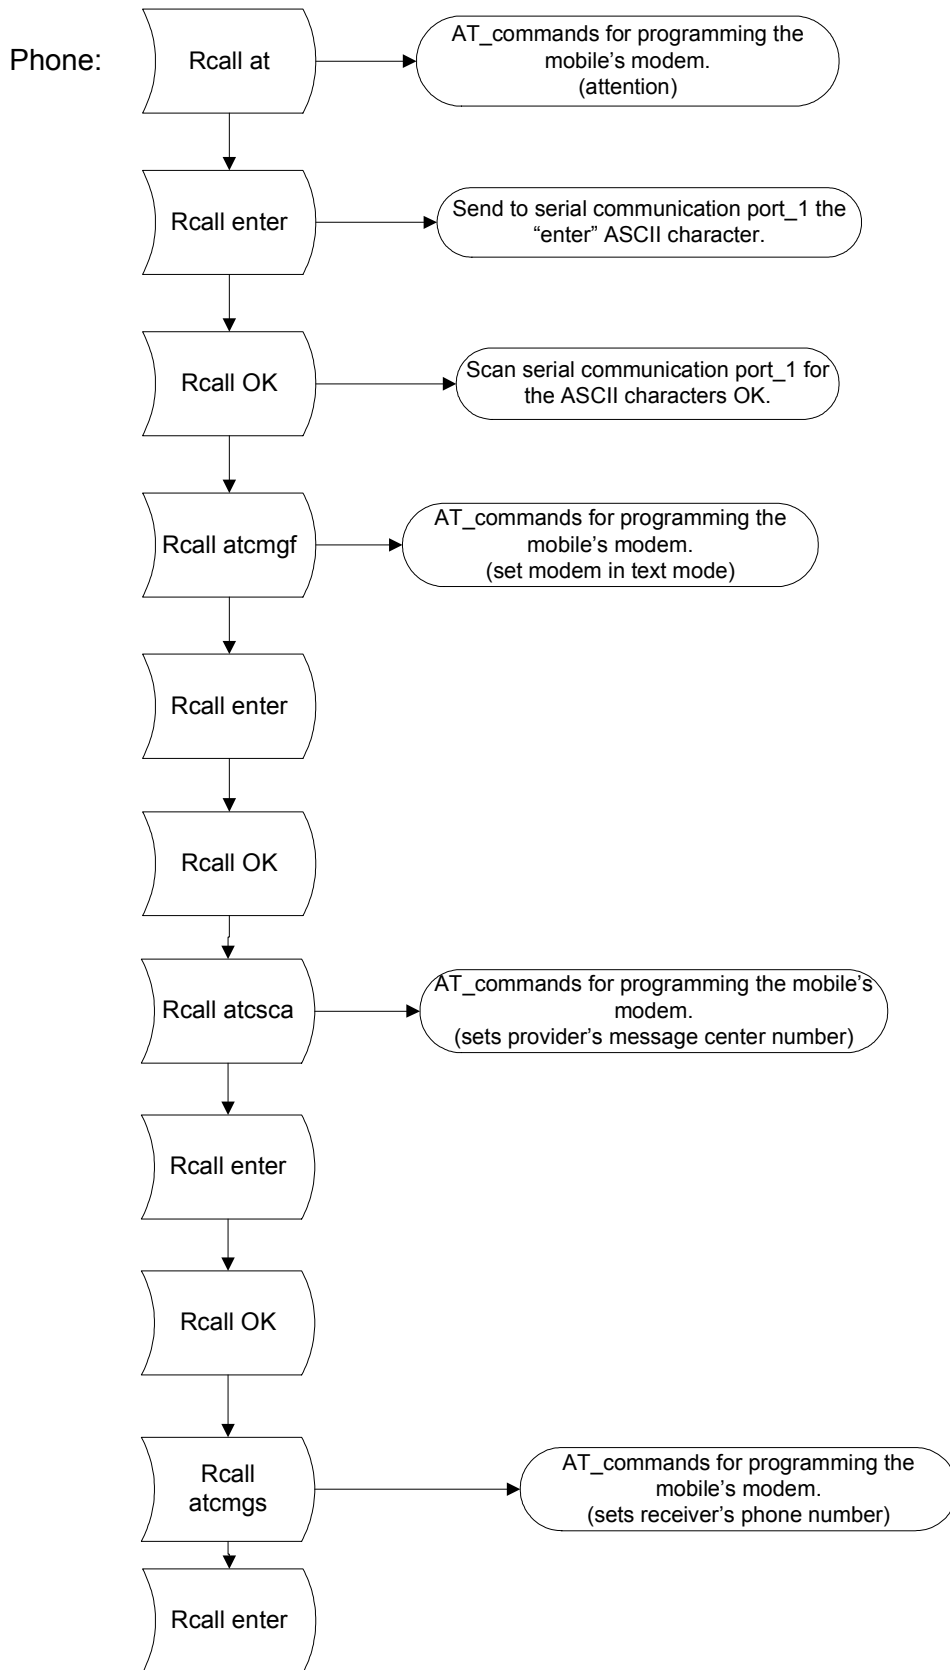 Phone:
Rcall at
AT_commands for programming the
mobile’s modem.
(attention)
Rcall enter
Send to serial communication port_1 the
“enter” ASCII character.
Rcall OK
Scan serial communication port_1 for
the ASCII characters OK.
Rcall atcmgf
AT_commands for programming the
mobile’s modem.
(set modem in text mode)
Rcall enter
Rcall OK
Rcall atcsca
AT_commands for programming the mobile’s
modem.
(sets provider’s message center number)
Rcall enter
Rcall OK
Rcall
atcmgs
AT_commands for programming the
mobile’s modem.
(sets receiver’s phone number)
Rcall enter